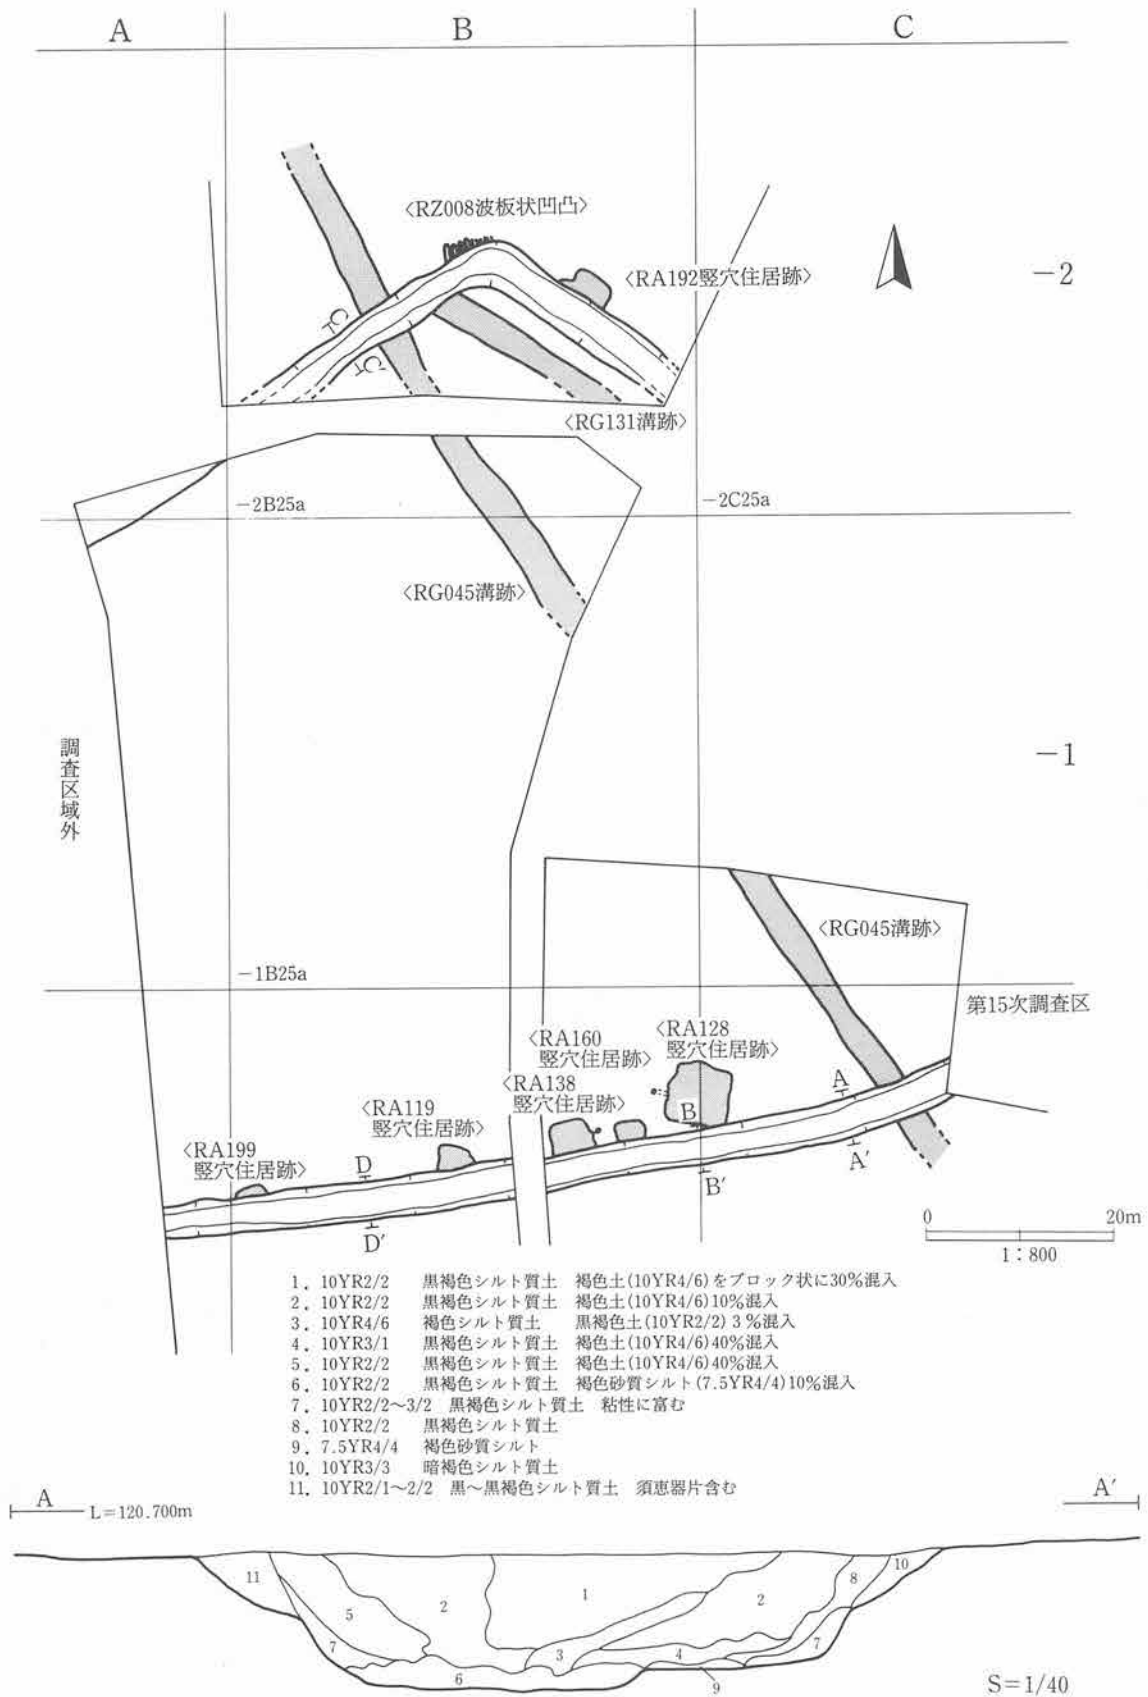 A
B
C
〈RZ008波板状凹凸〉
〈RA192竪穴住居跡〉
−2
C
C'
〈RG131溝跡〉
−2B25a
−2C25a
〈RG045溝跡〉
調査区域外
−1
〈RG045溝跡〉
−1B25a
第15次調査区
〈RA160
竪穴住居跡〉
〈RA128
竪穴住居跡〉
〈RA138
竪穴住居跡〉
〈RA119
竪穴住居跡〉
〈RA199
竪穴住居跡〉
A
B
D
A'
B'
D'
0
20m
1：800
1. 10YR2/2 黒褐色シルト質土 褐色土(10YR4/6)をブロック状に30%混入
2. 10YR2/2 黒褐色シルト質土 褐色土(10YR4/6)10%混入
3. 10YR4/6 褐色シルト質土 黒褐色土(10YR2/2)3%混入
4. 10YR3/1 黒褐色シルト質土 褐色土(10YR4/6)40%混入
5. 10YR2/2 黒褐色シルト質土 褐色土(10YR4/6)40%混入
6. 10YR2/2 黒褐色シルト質土 褐色砂質シルト(7.5YR4/4)10%混入
7. 10YR2/2〜3/2 黒褐色シルト質土 粘性に富む
8. 10YR2/2 黒褐色シルト質土
9. 7.5YR4/4 褐色砂質シルト
10. 10YR3/3 暗褐色シルト質土
11. 10YR2/1〜2/2 黒〜黒褐色シルト質土 須恵器片含む
A
L=120.700m
A'
11
5
7
2
6
1
3
4
2
8
10
7
9
S=1/40